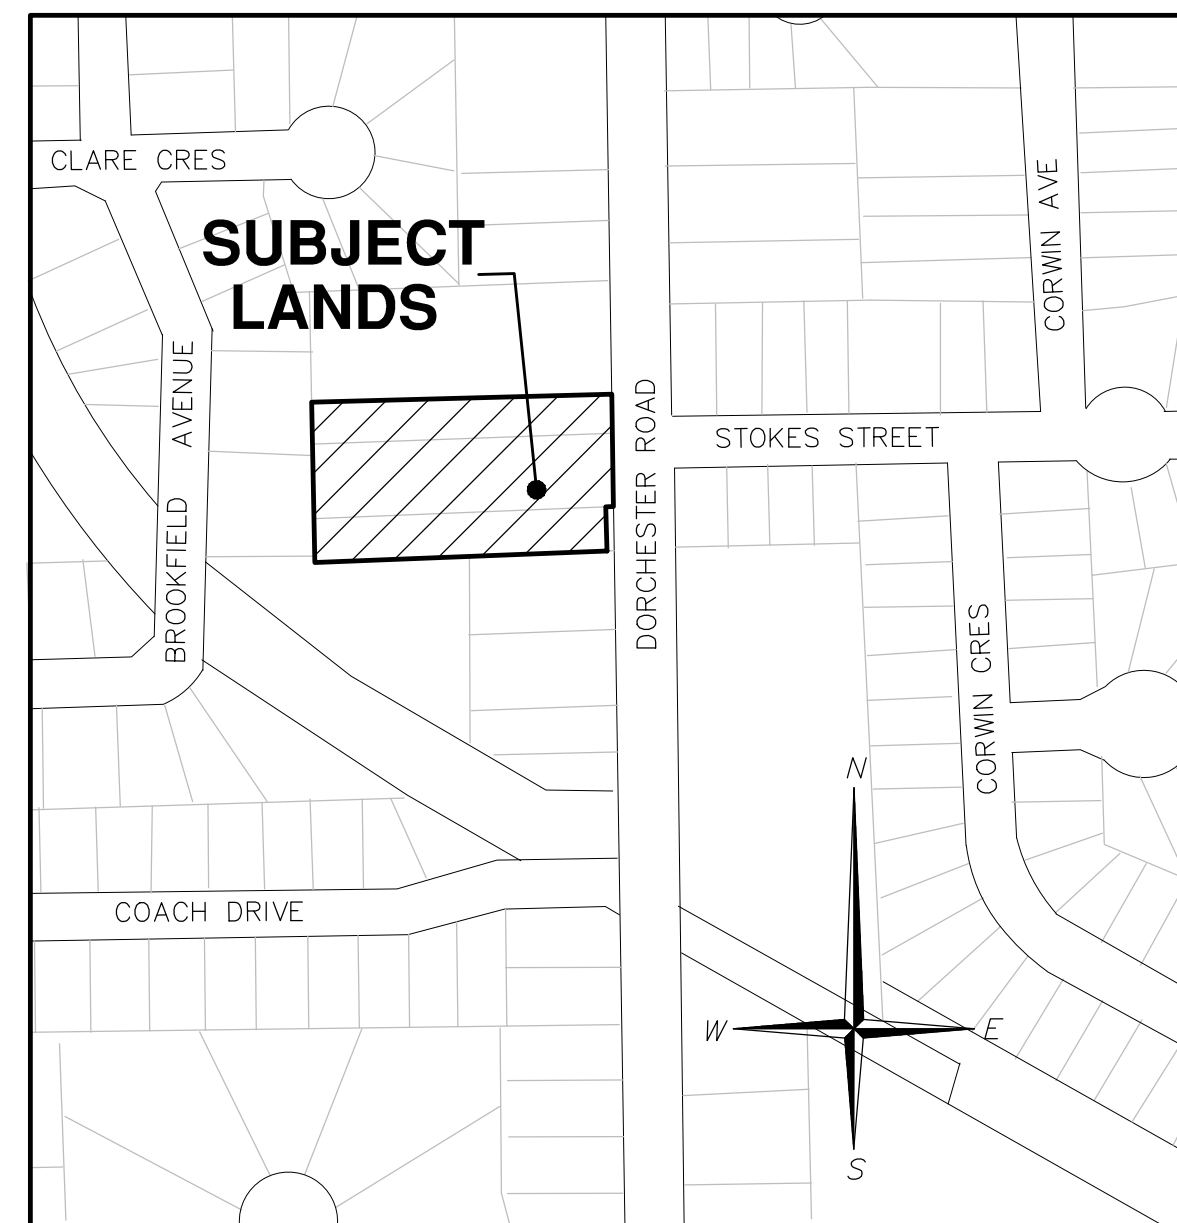 CLARE CRES
SUBJECT
LANDS
CORWIN AVE
BROOKFIELD AVENUE
DORCHESTER ROAD
STOKES STREET
CORWIN CRES
COACH DRIVE
N
W
E
S